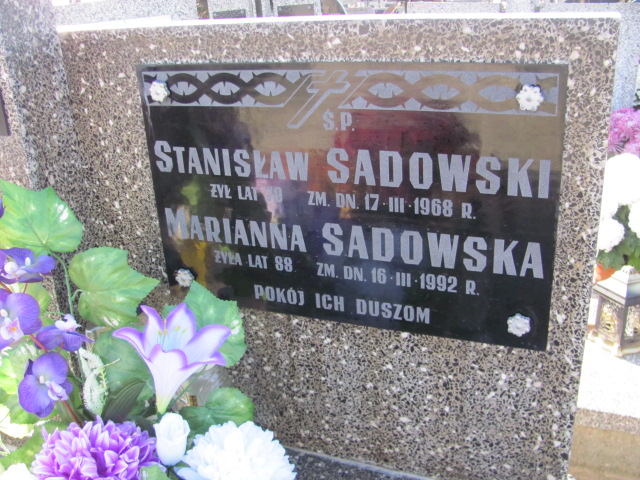 Ś.P.
STANISŁAW SADOWSKI
ŻYŁ LAT ZM. DN. 17·III·1968 R.
MARIANNA SADOWSKA
ŻYŁA LAT 88 ZM. DN. 16·III·1992 R.
POKÓJ ICH DUSZOM